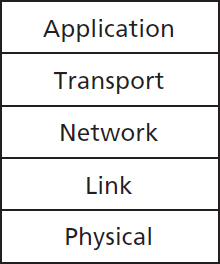 Application
Transport
Network
Link
Physical